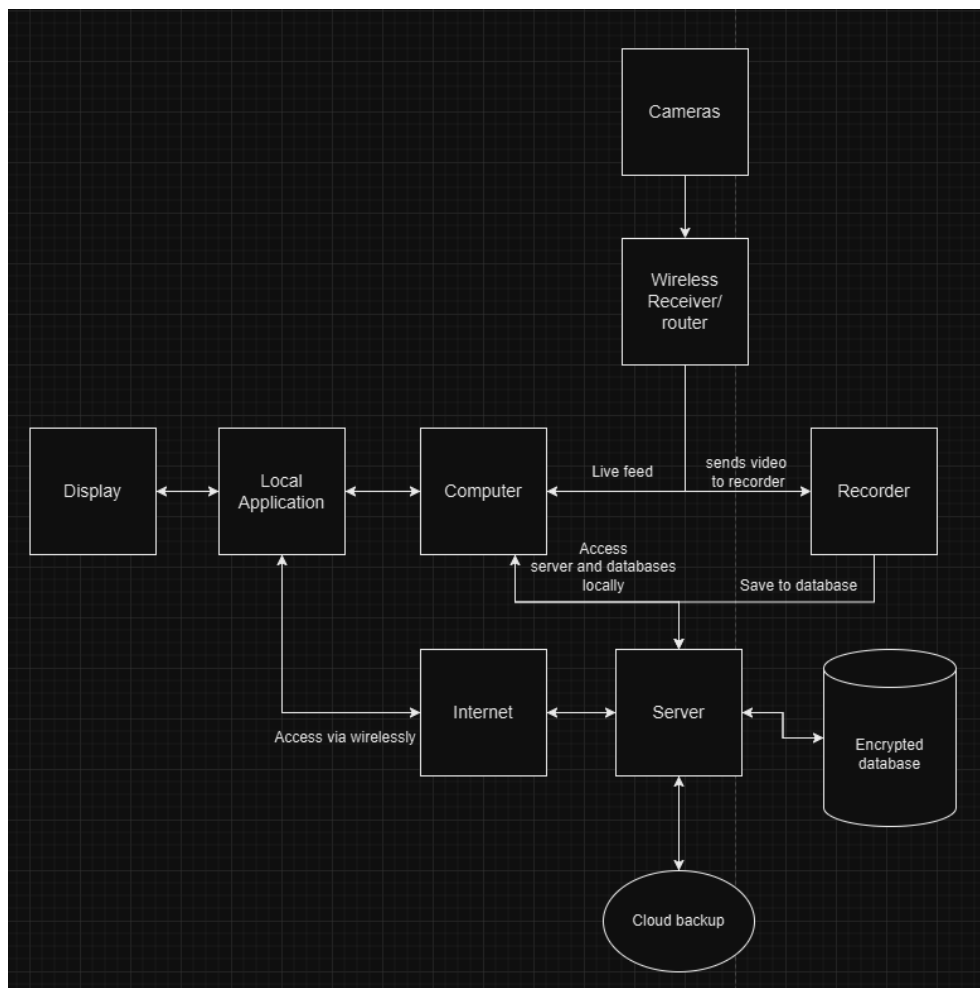 Cameras
Wireless
Receiver/
router
Display
Local
Application
Computer
Live feed
sends video
to recorder
Recorder
Access
server and databases
locally
Save to database
Access via wirelessly
Internet
Server
Encrypted
database
Cloud backup